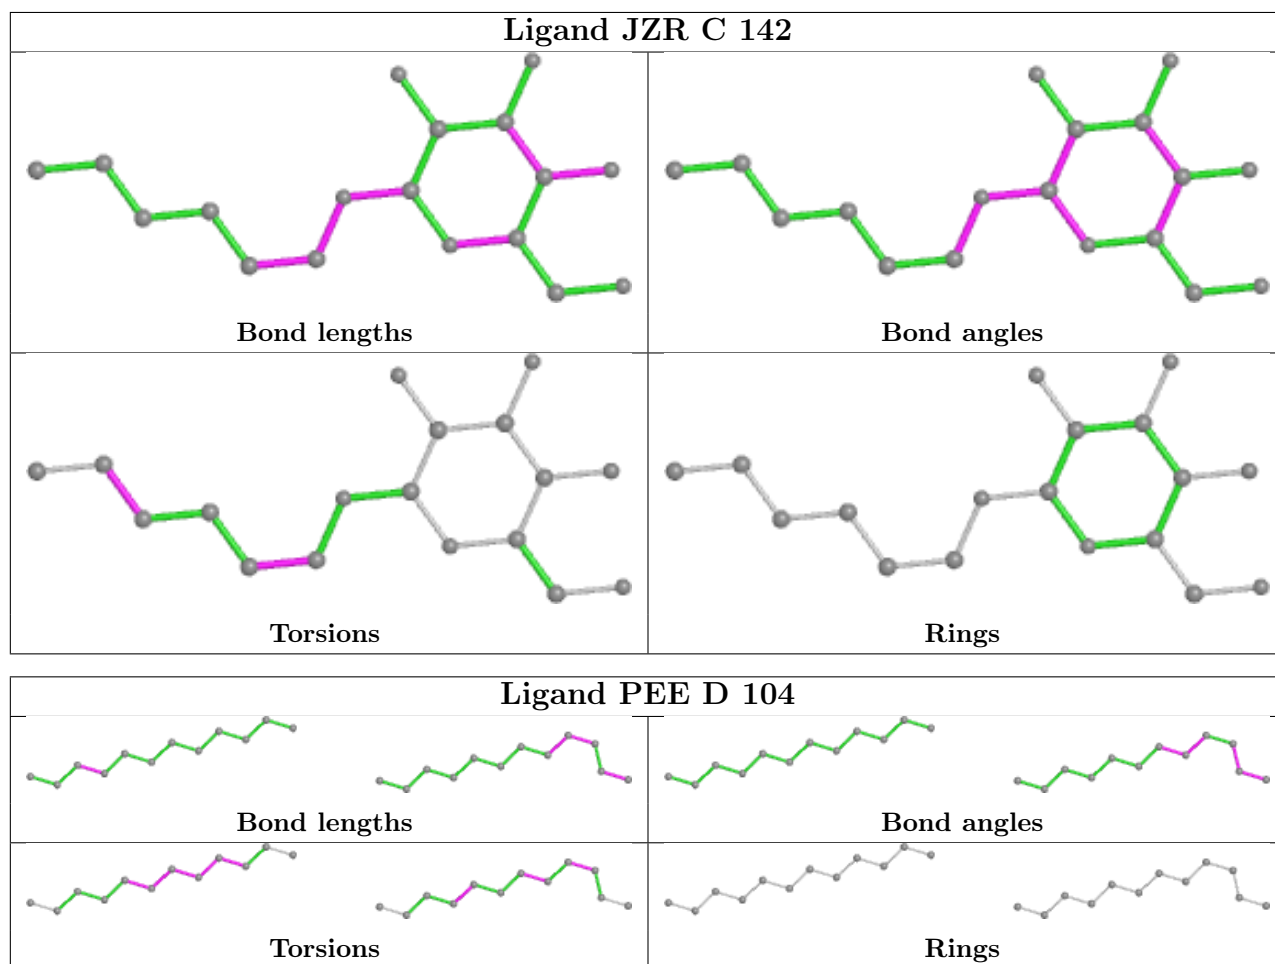 Ligand JZR C 142
Bond lengths
Bond angles
Torsions
Rings
Ligand PEE D 104
Bond lengths
Bond angles
Torsions
Rings